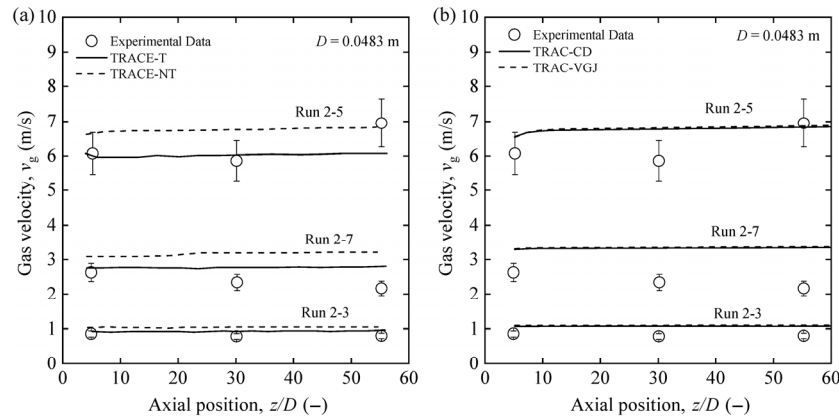 (a)
Experimental Data
TRACE-T
TRACE-NT
D = 0.0483 m
Run 2-5
Run 2-7
Run 2-3
10
9
8
7
6
5
4
3
2
1
0
Gas velocity, vg (m/s)
0 10 20 30 40 50 60
Axial position, z/D (−)
(b)
Experimental Data
TRAC-CD
TRAC-VGJ
D = 0.0483 m
Run 2-5
Run 2-7
Run 2-3
10
9
8
7
6
5
4
3
2
1
0
Gas velocity, vg (m/s)
0 10 20 30 40 50 60
Axial position, z/D (−)